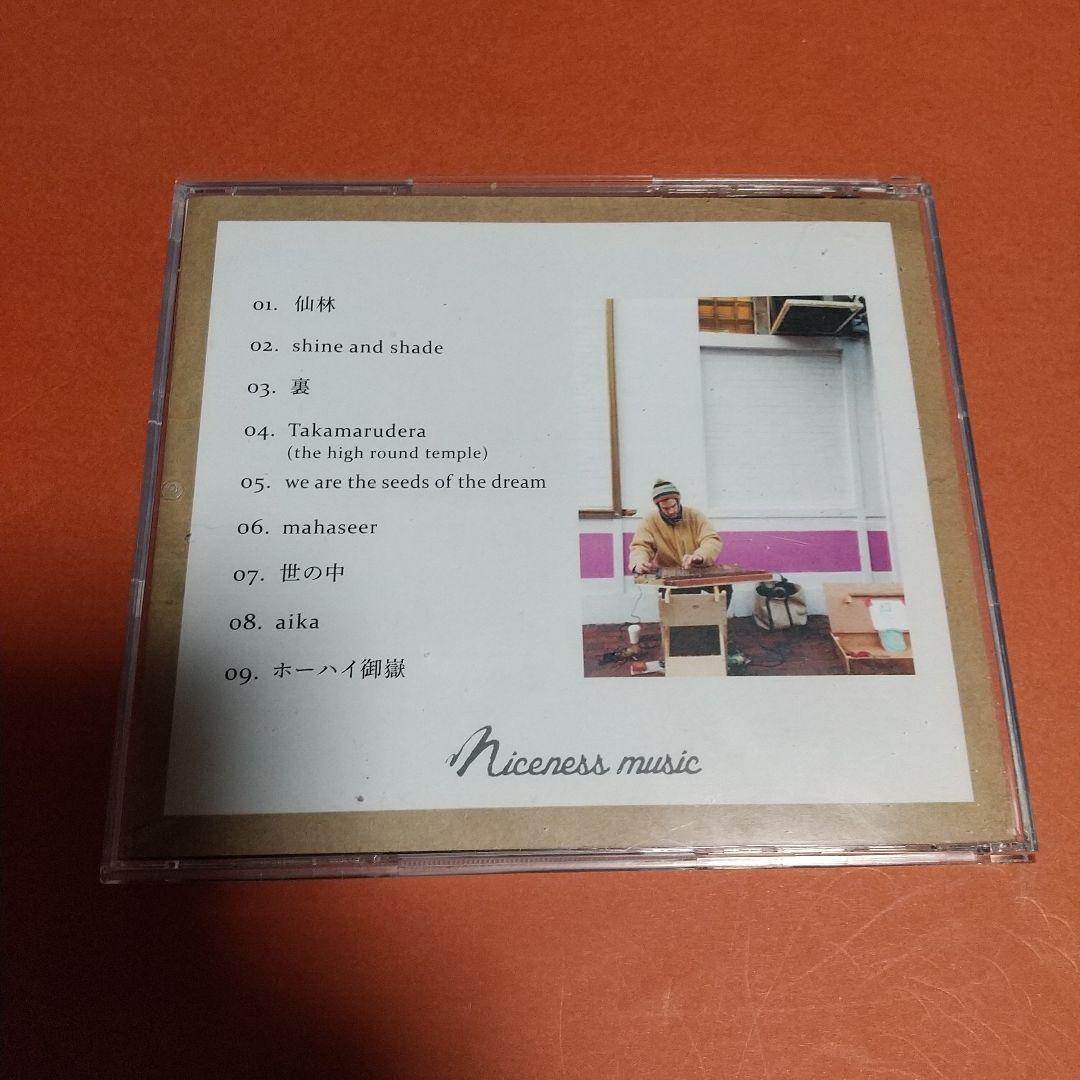 01. 仙林
02. shine and shade
03. 裏
04. Takamarudera
(the high round temple)
05. we are the seeds of the dream
06. mahaseer
07. 世の中
08. aika
09. ホーハイ御嶽
Niceness music